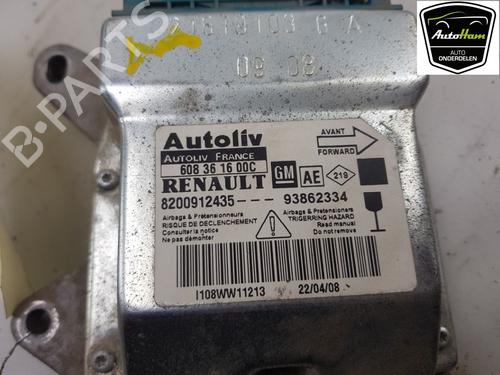 AutoHam
AUTO
ONDERDELEN
09 08
B-PARTS
Autoliv
AUTOLIV FRANCE
608 36 16 00C
RENAULT
8200912435
AVANT
FORWARD
GM
AE
219
93862334
Airbags & Prétensionneurs
RISQUE DE DECLENCHEMENT
Consulter la notice
Ne pas démonter
Airbags & Pretensioners
TRIGERRING HAZARD
Read manual
Do not dismantle
I108WW11213
22/04/08